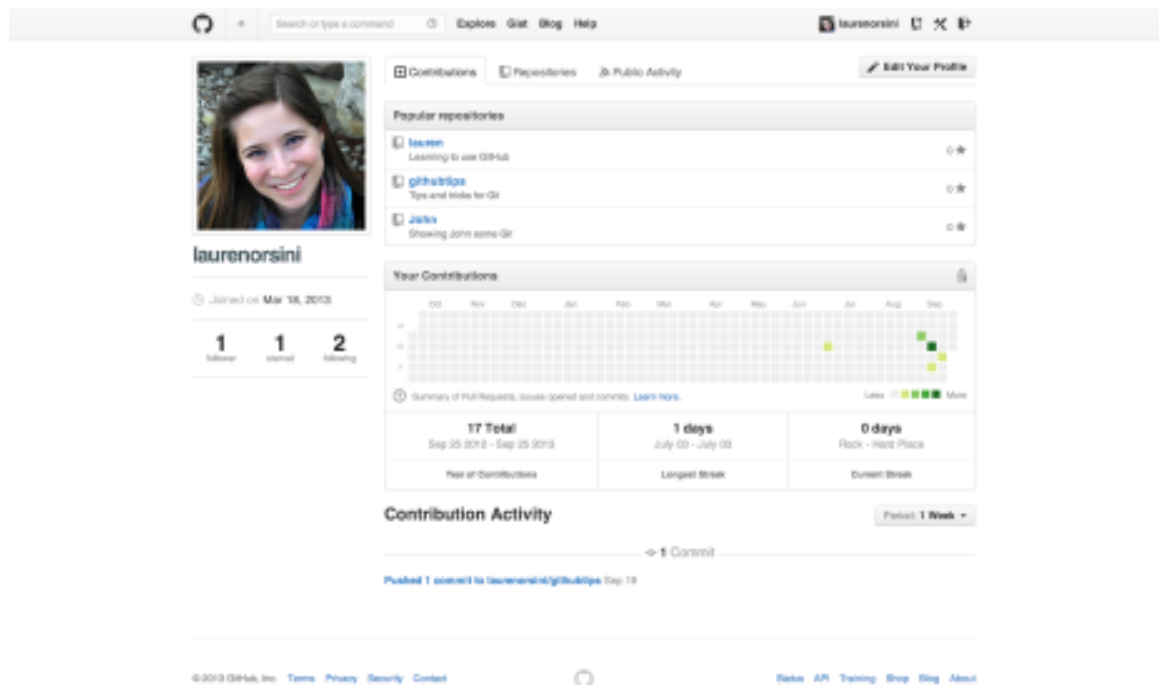 Search or type a command Explore Gist Blog Help laurenorsini
Contributions Repositories Public Activity Edit Your Profile
Popular repositories
lauren
Learning to use GitHub
0
githubtips
Tips and tricks for Git
0
John
Showing John some Git
0
laurenorsini
Joined on Mar 18, 2013
1 1 2
follower starred following
Your Contributions
Oct Nov Dec Jan Feb Mar Apr May Jun Jul Aug Sep
M
W
F
Summary of Pull Requests, issues opened and commits. Learn more. Less More
17 Total 1 days 0 days
Sep 25 2012 - Sep 25 2013 July 03 - July 03 Rock - Hard Place
Year of Contributions Longest Streak Current Streak
Contribution Activity Period: 1 Week
1 Commit
Pushed 1 commit to laurenorsini/githubtips Sep 19
© 2013 GitHub, Inc. Terms Privacy Security Contact Status API Training Shop Blog About